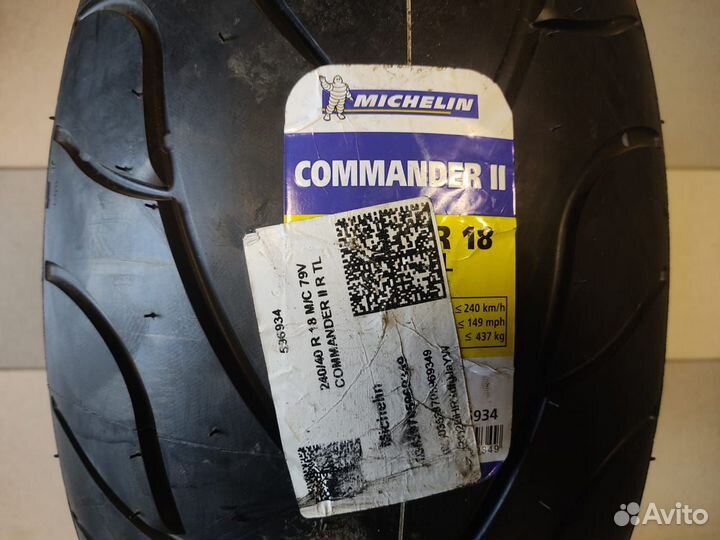 MICHELIN
COMMANDER II
R 18
≤ 240 km/h
≤ 149 mph
≤ 437 kg
934
536934
240/40 R 18 M/C 79V
COMMANDER II R TL
Michelin
Avito